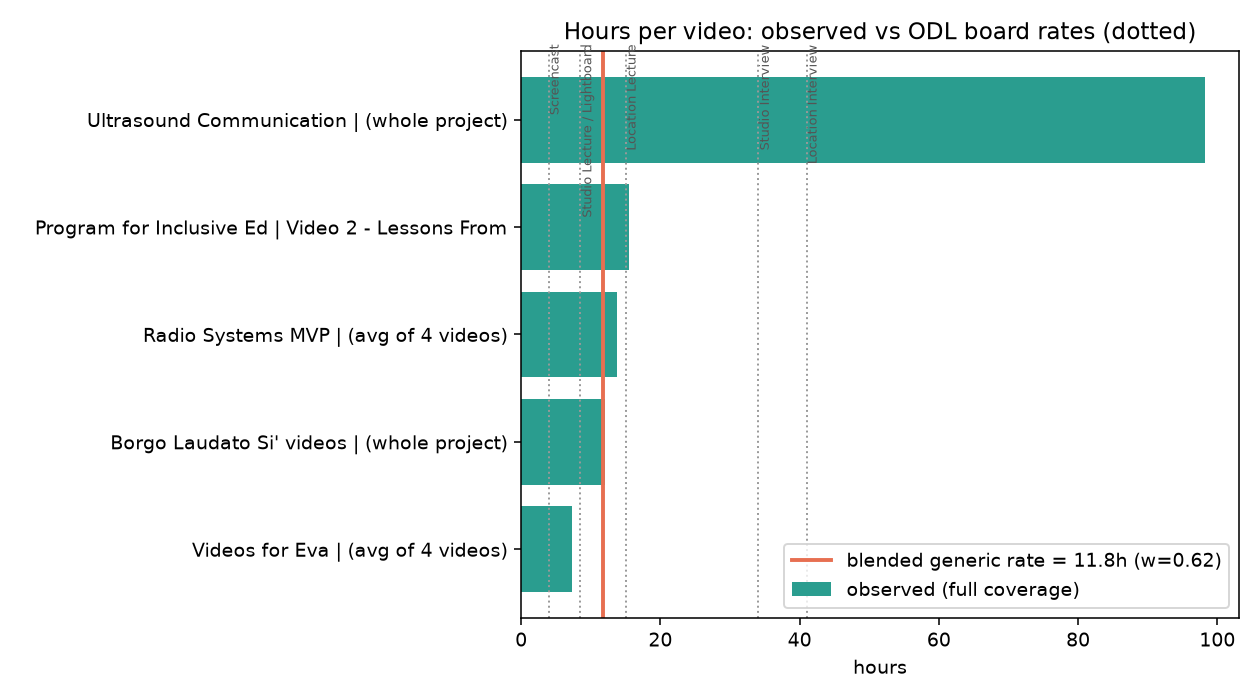 Hours per video: observed vs ODL board rates (dotted)
Screencast
Studio Lecture / Lightboard
Location Lecture
Studio Interview
Location Interview
Ultrasound Communication | (whole project)
Program for Inclusive Ed | Video 2 - Lessons From
Radio Systems MVP | (avg of 4 videos)
Borgo Laudato Si' videos | (whole project)
Videos for Eva | (avg of 4 videos)
blended generic rate = 11.8h (w=0.62)
observed (full coverage)
0 20 40 60 80 100
hours